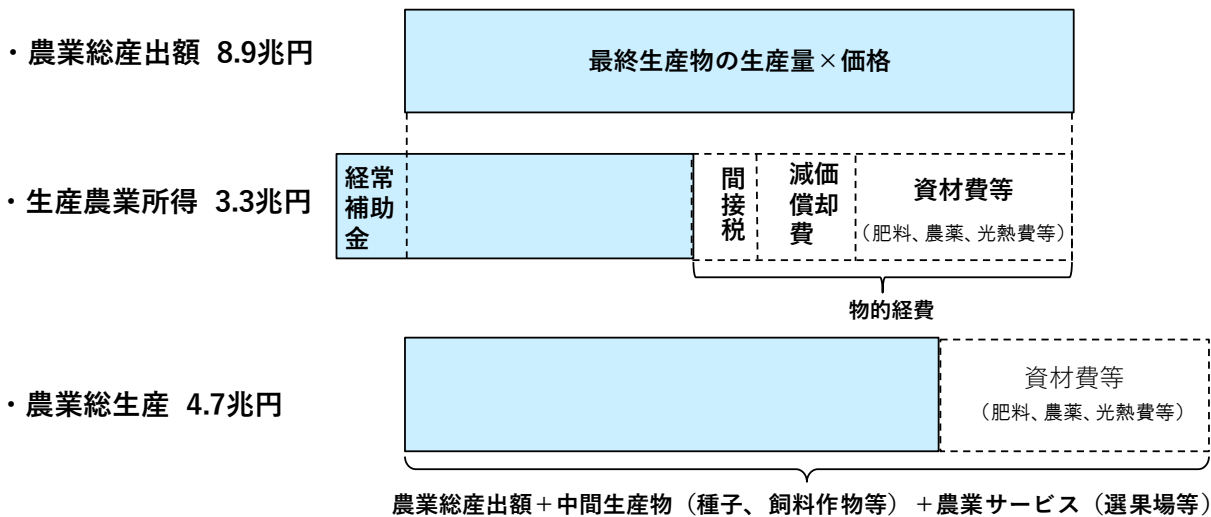 ・農業総産出額 8.9兆円
最終生産物の生産量×価格
・生産農業所得 3.3兆円
経常
補助
金
間
接
税
減価
償却
費
資材費等
（肥料、農薬、光熱費等）
物的経費
・農業総生産 4.7兆円
資材費等
（肥料、農薬、光熱費等）
農業総産出額＋中間生産物（種子、飼料作物等）＋農業サービス（選果場等）